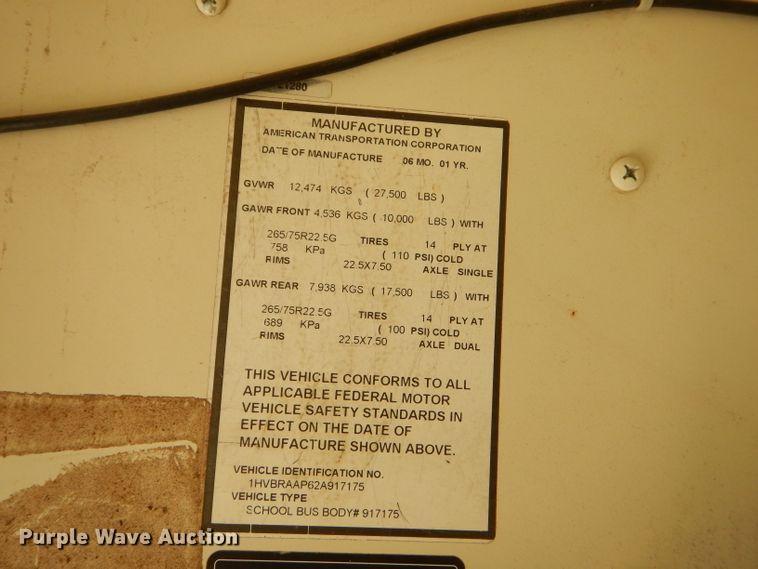 280
MANUFACTURED BY
AMERICAN TRANSPORTATION CORPORATION
DATE OF MANUFACTURE 06 MO. 01 YR.
GVWR 12,474 KGS ( 27,500 LBS )
GAWR FRONT 4,536 KGS ( 10,000 LBS ) WITH
265/75R22.5G TIRES 14 PLY AT
758 KPa ( 110 PSI) COLD
RIMS 22.5X7.50 AXLE SINGLE
GAWR REAR 7,938 KGS ( 17,500 LBS ) WITH
265/75R22.5G TIRES 14 PLY AT
689 KPa ( 100 PSI) COLD
RIMS 22.5X7.50 AXLE DUAL
THIS VEHICLE CONFORMS TO ALL
APPLICABLE FEDERAL MOTOR
VEHICLE SAFETY STANDARDS IN
EFFECT ON THE DATE OF
MANUFACTURE SHOWN ABOVE.
VEHICLE IDENTIFICATION NO.
1HVBRAAP62A917175
VEHICLE TYPE
SCHOOL BUS BODY# 917175
Purple Wave Auction